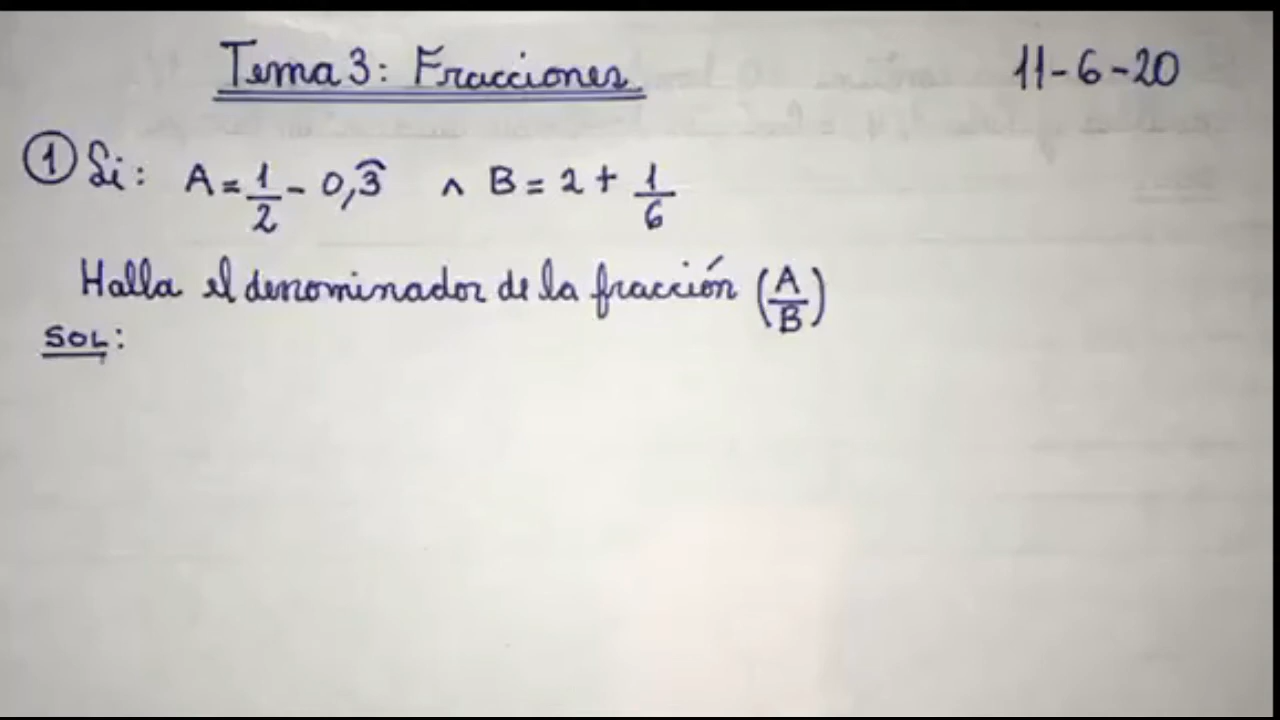 Tema 3: Fracciones 11-6-20
① Si: A = 1/2 - 0,3͡ ∧ B = 2 + 1/6
Halla el denominador de la fracción (A/B)
SOL: